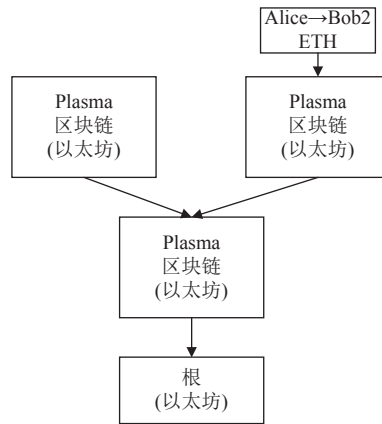 Alice→Bob2
ETH
Plasma
区块链
(以太坊)
Plasma
区块链
(以太坊)
Plasma
区块链
(以太坊)
根
(以太坊)